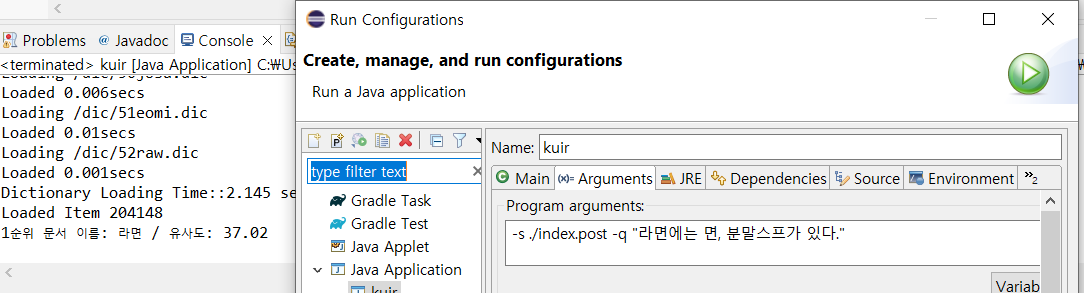 Problems
@ Javadoc
Console
<terminated> kuir [Java Application] C:₩Us
Loaded 0.006secs
Loading /dic/51eomi.dic
Loaded 0.01secs
Loading /dic/52raw.dic
Loaded 0.001secs
Dictionary Loading Time::2.145 se
Loaded Item 204148
1순위 문서 이름: 라면 / 유사도: 37.02
Run Configurations
Create, manage, and run configurations
Run a Java application
type filter text
Gradle Task
Gradle Test
Java Applet
Java Application
kuir
Name: kuir
Main
(x)= Arguments
JRE
Dependencies
Source
Environment
»2
Program arguments:
-s ./index.post -q "라면에는 면, 분말스프가 있다."
Variab